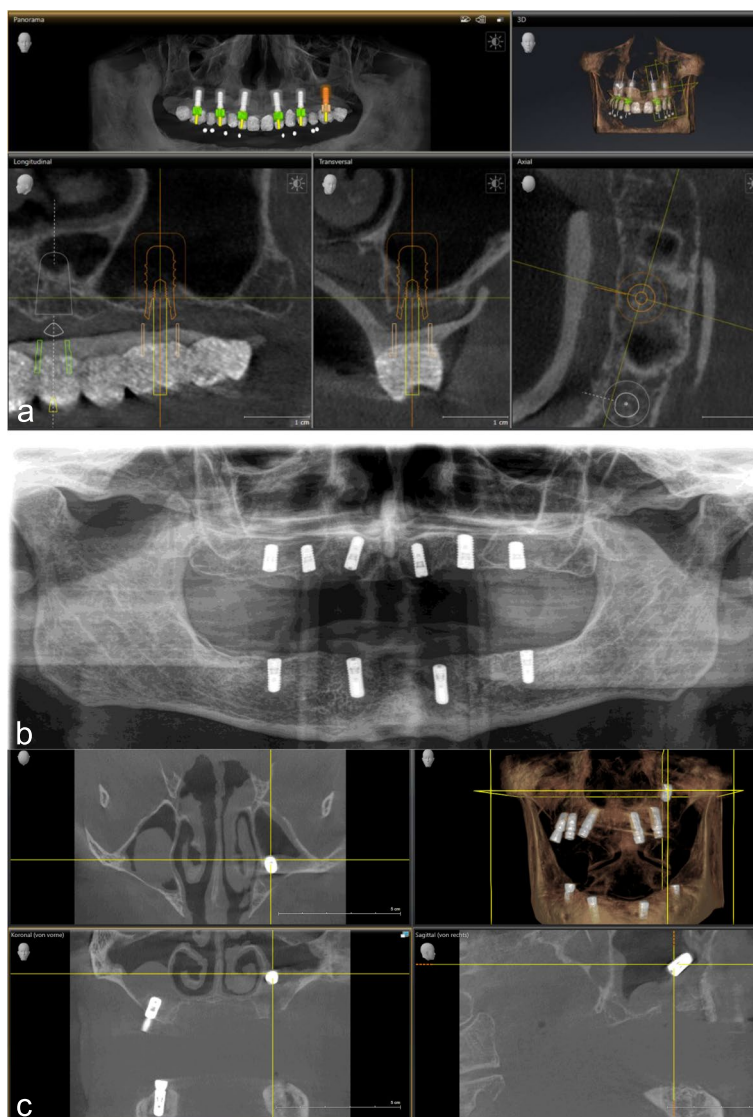 Panorama
3D
Longitudinal
Transversal
Axial
1 cm
1 cm
a
b
5 cm
Koronal (von vorne)
Sagittal (von rechts)
5 cm
c